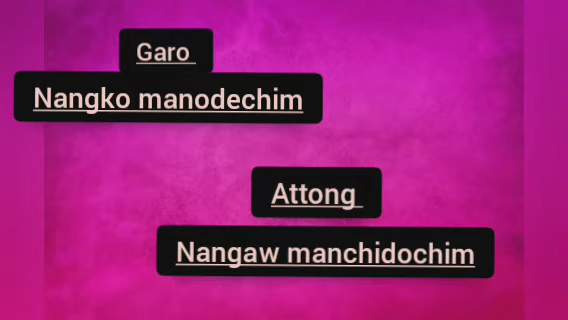 Garo
Nangko manodechim
Attong
Nangaw manchidochim